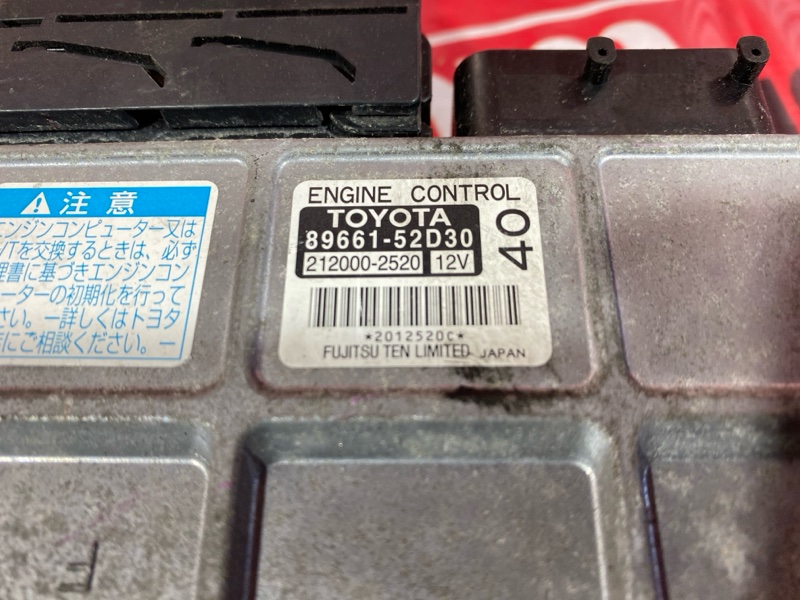 注意
エンジンコンピューター又は
Tを交換するときは、必ず
理書に基づきエンジンコン
ーターの初期化を行って
さい。ー詳しくはトヨタ
にご相談ください。ー
ENGINE CONTROL
TOYOTA
89661-52D30
212000-2520 12V
40
*2012520C*
FUJITSU TEN LIMITED JAPAN
F